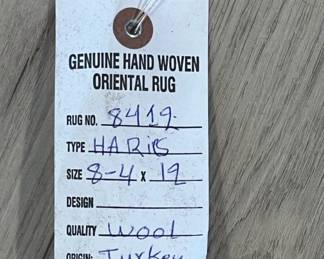 GENUINE HAND WOVEN
ORIENTAL RUG
RUG NO. 8419
TYPE HARIS
SIZE 8-4 x 12
DESIGN
QUALITY wool
ORIGIN: Turkey